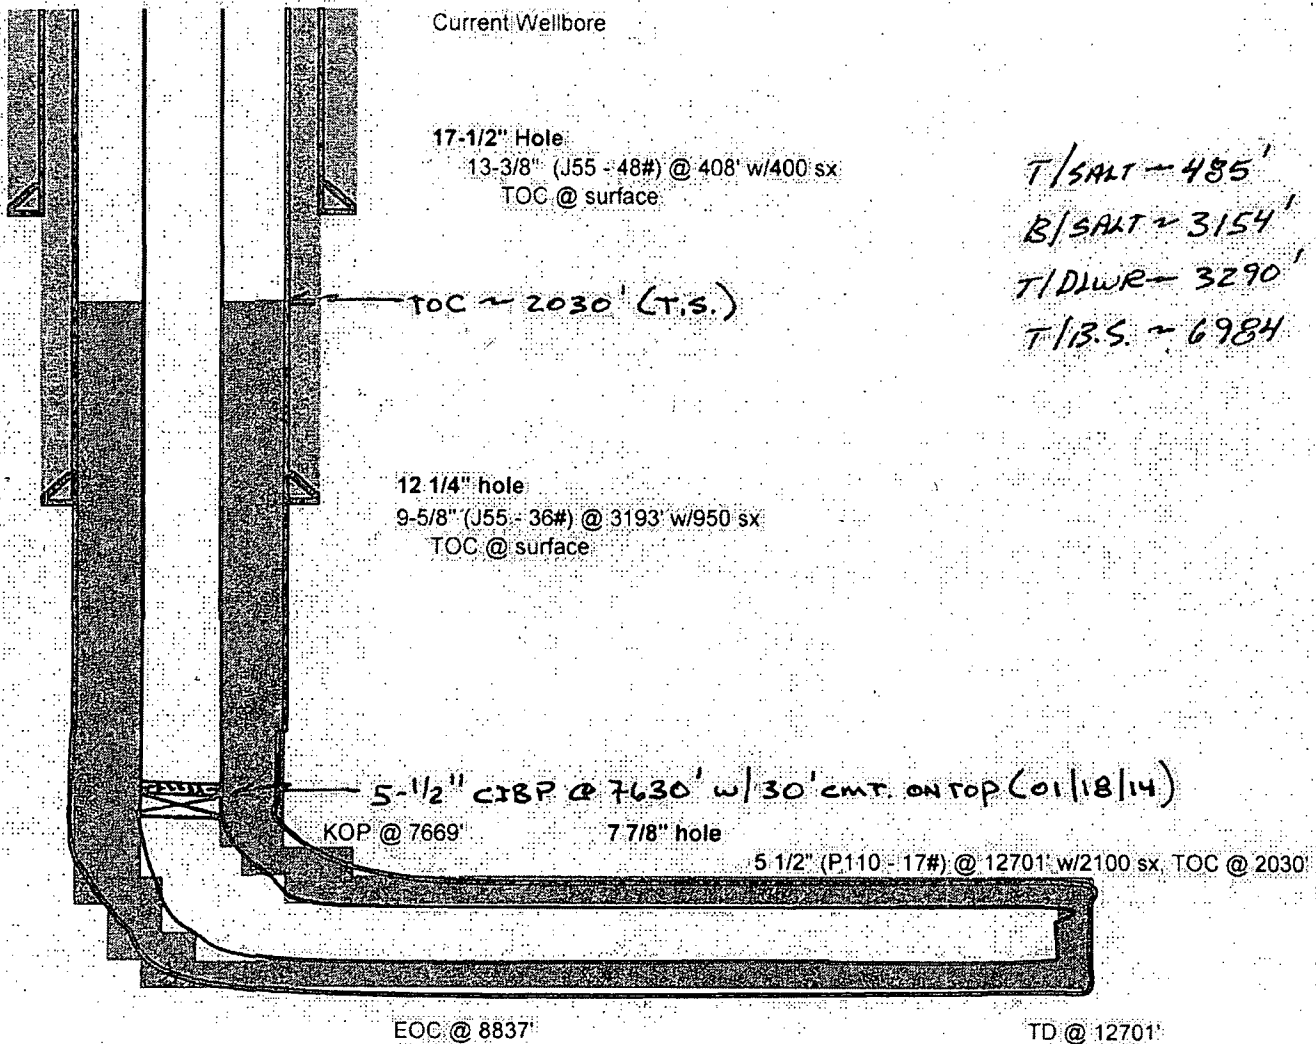 Current Wellbore
17-1/2" Hole
13-3/8" (J55 - 48#) @ 408' w/400 sx
TOC @ surface
T/SALT ~ 485'
B/SALT ~ 3154'
T/DLWR ~ 3290'
T/B.S. ~ 6984
TOC ~ 2030' (T.S.)
12 1/4" hole
9-5/8" (J55 - 36#) @ 3193' w/950 sx
TOC @ surface
5-1/2" CIBP @ 7630' w/30' cmt. ON TOP (01/18/14)
KOP @ 7669'
7 7/8" hole
5 1/2" (P110 - 17#) @ 12701' w/2100 sx, TOC @ 2030'
EOC @ 8837'
TD @ 12701'